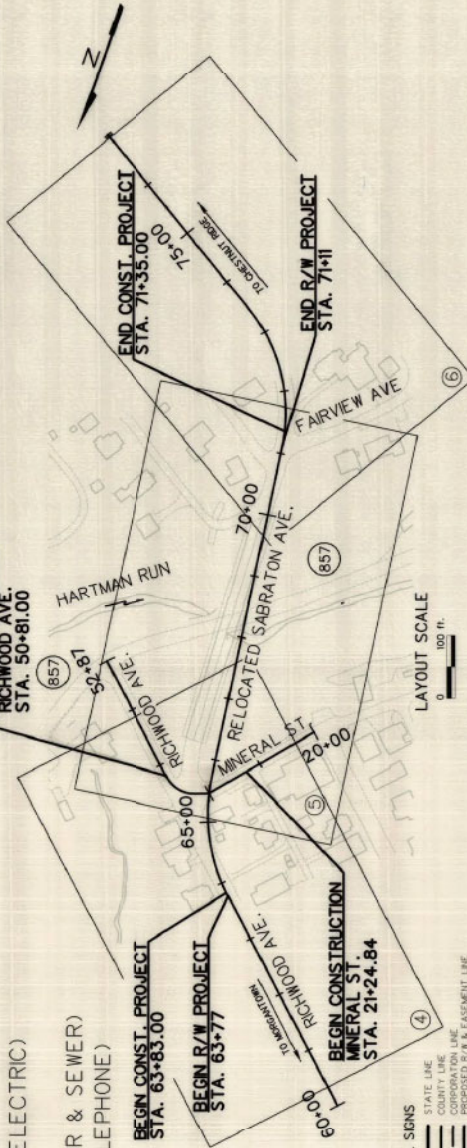 ELECTRIC)
R & SEWER)
LEPHONE)
RICHWOOD AVE.
STA. 50+81.00
857
N
HARTMAN RUN
52+87
RICHWOOD AVE.
END CONST. PROJECT
STA. 71+35.00
75+00
TO CHESTNUT RIDGE
BEGIN CONST. PROJECT
STA. 63+83.00
65+00
RELOCATED SABRATON AVE.
70+00
END R/W PROJECT
STA. 71+11
FAIRVIEW AVE
BEGIN R/W PROJECT
STA. 63+77
MINERAL ST.
20+00
857
60+00
TO MORGANTOWN
RICHWOOD AVE.
BEGIN CONSTRUCTION
MINERAL ST.
STA. 21+24.84
4
5
6
LAYOUT SCALE
0 100 ft.
SIGNS
STATE LINE
COUNTY LINE
CORPORATION LINE
PROPOSED R/W & EASEMENT LINE